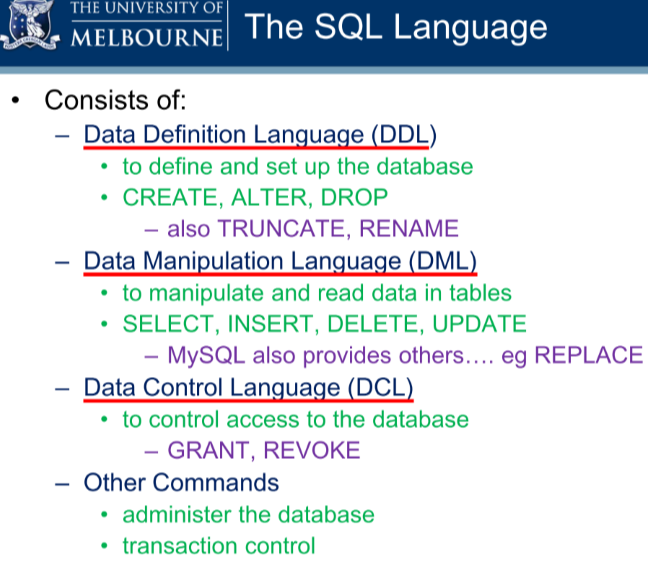 THE UNIVERSITY OF
MELBOURNE
The SQL Language
• Consists of:
– Data Definition Language (DDL)
• to define and set up the database
• CREATE, ALTER, DROP
– also TRUNCATE, RENAME
– Data Manipulation Language (DML)
• to manipulate and read data in tables
• SELECT, INSERT, DELETE, UPDATE
– MySQL also provides others.... eg REPLACE
– Data Control Language (DCL)
• to control access to the database
– GRANT, REVOKE
– Other Commands
• administer the database
• transaction control